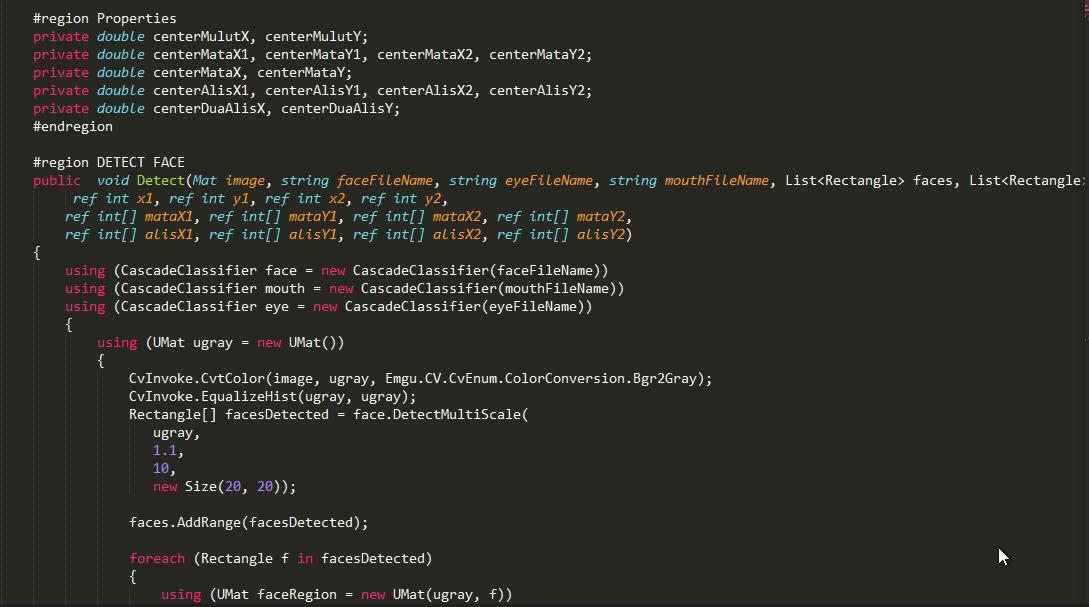 #region Properties
private double centerMulutX, centerMulutY;
private double centerMataX1, centerMataY1, centerMataX2, centerMataY2;
private double centerMataX, centerMataY;
private double centerAlisX1, centerAlisY1, centerAlisX2, centerAlisY2;
private double centerDuaAlisX, centerDuaAlisY;
#endregion
#region DETECT FACE
public  void Detect(Mat image, string faceFileName, string eyeFileName, string mouthFileName, List<Rectangle> faces, List<Rectangle>
ref int x1, ref int y1, ref int x2, ref int y2,
ref int[] mataX1, ref int[] mataY1, ref int[] mataX2, ref int[] mataY2,
ref int[] alisX1, ref int[] alisY1, ref int[] alisX2, ref int[] alisY2)
{
using (CascadeClassifier face = new CascadeClassifier(faceFileName))
using (CascadeClassifier mouth = new CascadeClassifier(mouthFileName))
using (CascadeClassifier eye = new CascadeClassifier(eyeFileName))
{
using (UMat ugray = new UMat())
{
CvInvoke.CvtColor(image, ugray, Emgu.CV.CvEnum.ColorConversion.Bgr2Gray);
CvInvoke.EqualizeHist(ugray, ugray);
Rectangle[] facesDetected = face.DetectMultiScale(
ugray,
1.1,
10,
new Size(20, 20));
faces.AddRange(facesDetected);
foreach (Rectangle f in facesDetected)
{
using (UMat faceRegion = new UMat(ugray, f))